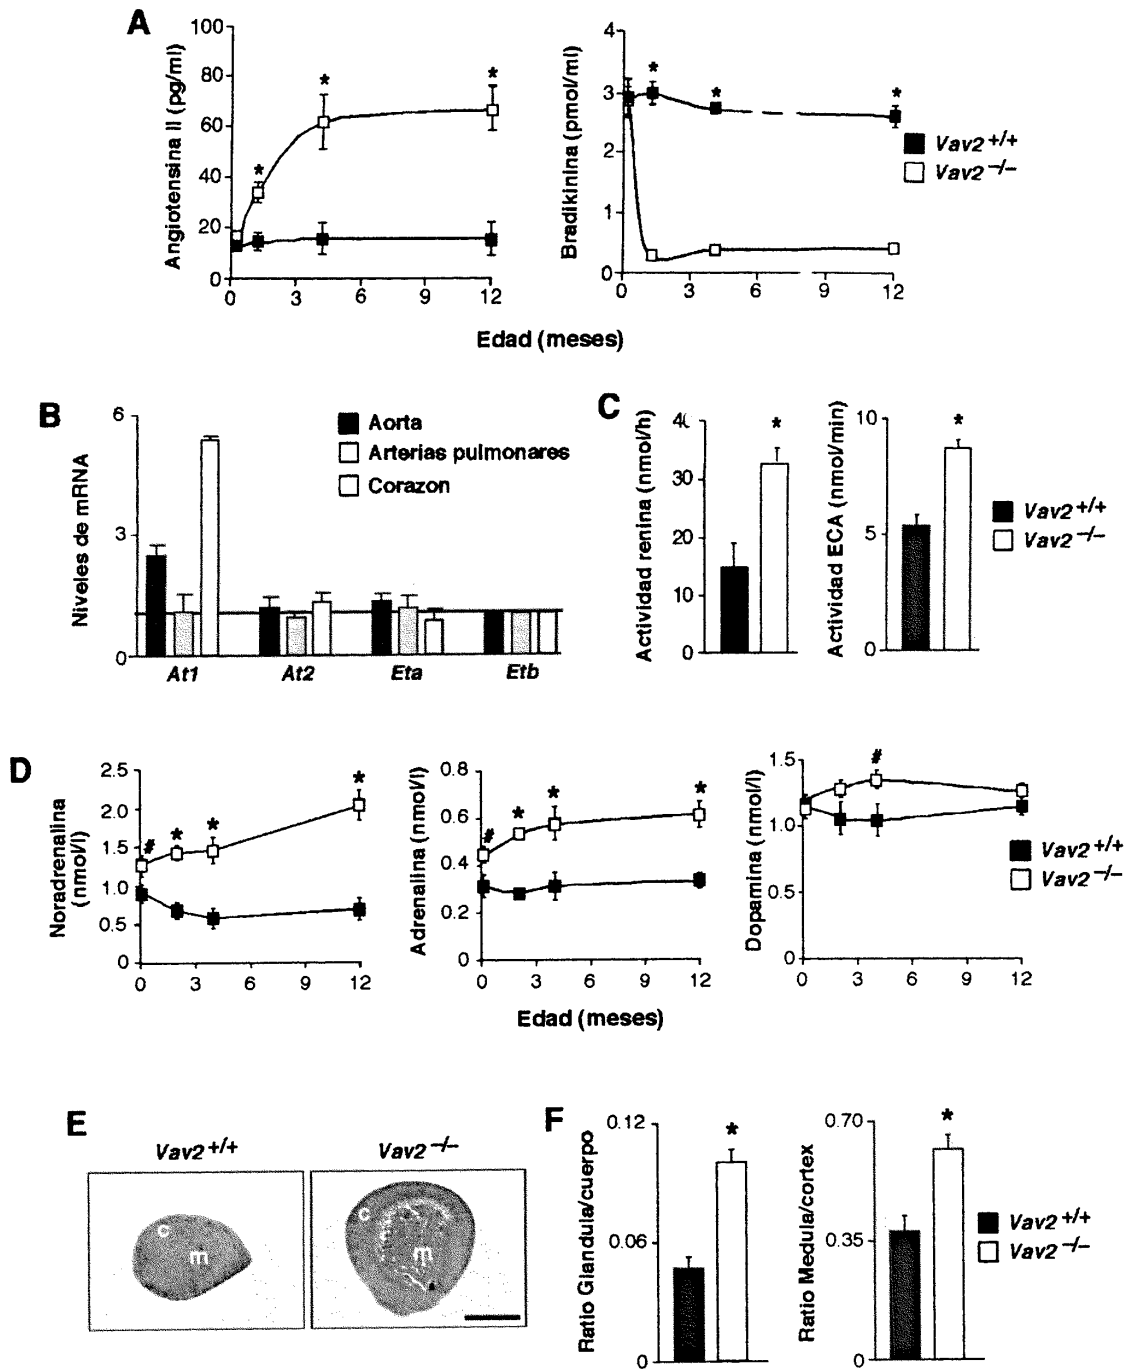 A
Angiotensina II (pg/ml)
100
80
60
40
20
0
0 3 6 9 12
* * *
Bradikinina (pmol/ml)
4
3
2
1
0
0 3 6 9 12
* * *
Vav2 +/+
Vav2 –/–
Edad (meses)
B
Niveles de mRNA
6
3
0
Aorta
Arterias pulmonares
Corazon
At1 At2 Eta Etb
C
Actividad renina (nmol/h)
30
20
10
0
*
Actividad ECA (nmol/min)
10
5
0
*
Vav2 +/+
Vav2 –/–
D
Noradrenalina
(nmol/l)
2.5
2.0
1.5
1.0
0.5
0
0 3 6 9 12
# * * *
Adrenalina (nmol/l)
0.8
0.6
0.4
0.2
0
0 3 6 9 12
# * * *
Dopamina (nmol/l)
1.5
1.0
0.5
0
0 3 6 9 12
#
Vav2 +/+
Vav2 –/–
Edad (meses)
E
Vav2 +/+ Vav2 –/–
c
m
c
m
F
Ratio Glandula/cuerpo
0.12
0.06
0
*
Ratio Medula/cortex
0.70
0.35
0
*
Vav2 +/+
Vav2 –/–